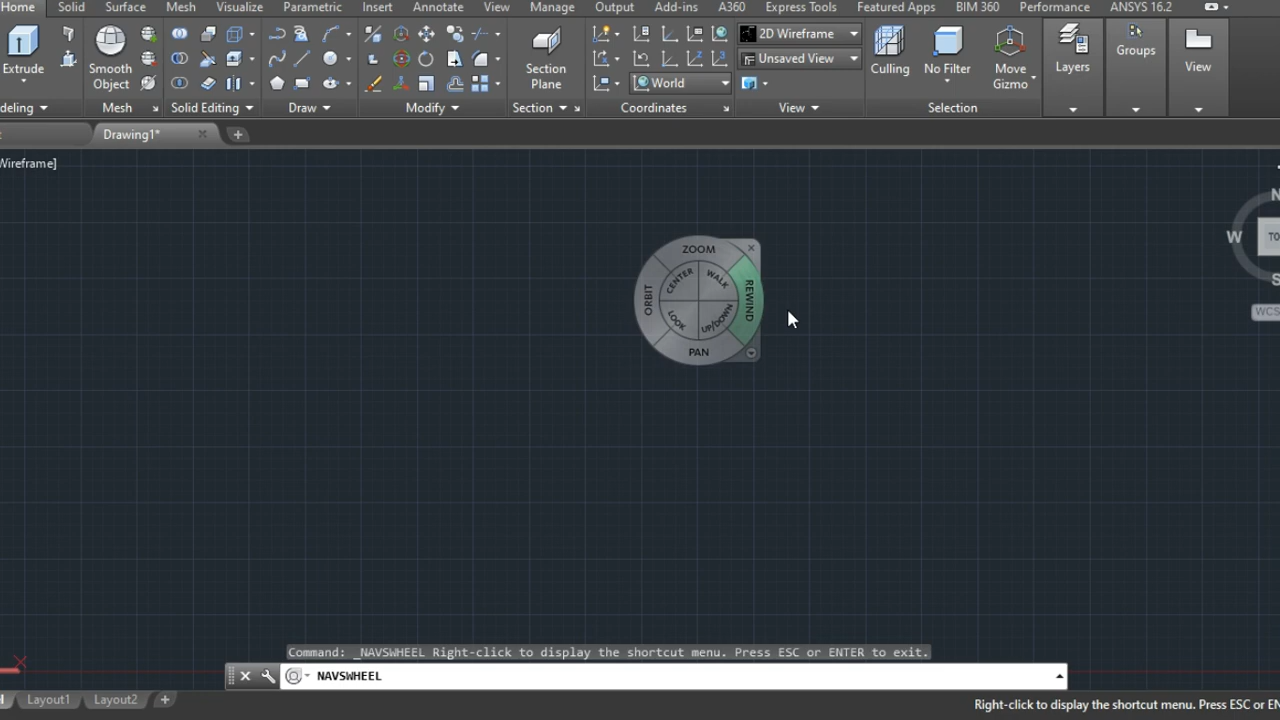 Home Solid Surface Mesh Visualize Parametric Insert Annotate View Manage Output Add-ins A360 Express Tools Featured Apps BIM 360 Performance ANSYS 16.2
2D Wireframe
Unsaved View
World
Extrude
Smooth
Object
Section
Plane
Culling
No Filter
Move
Gizmo
Layers
Groups
View
deling Mesh Solid Editing Draw Modify Section Coordinates View Selection
Drawing1*
Wireframe]
ZOOM
CENTER
WALK
ORBIT
REWIND
LOOK
UP/DOWN
PAN
N
W
TO
S
WCS
Command: _NAVSWHEEL Right-click to display the shortcut menu. Press ESC or ENTER to exit.
NAVSWHEEL
Layout1 Layout2
Right-click to display the shortcut menu. Press ESC or EN